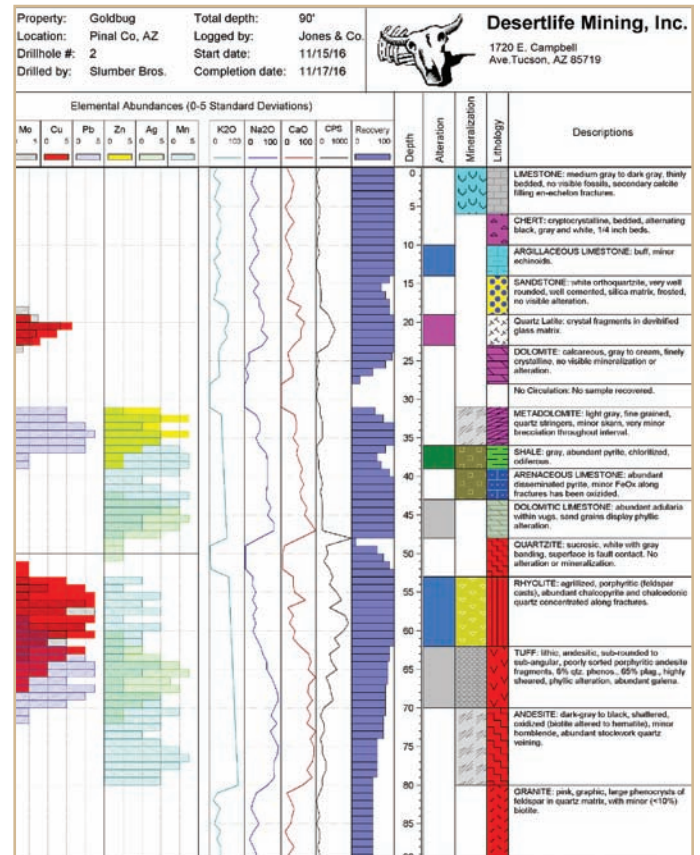 Property: Goldbug Total depth: 90'
Location: Pinal Co, AZ Logged by: Jones & Co.
Drillhole #: 2 Start date: 11/15/16
Drilled by: Slumber Bros. Completion date: 11/17/16
Desertlife Mining, Inc.
1720 E. Campbell
Ave.Tucson, AZ 85719
Elemental Abundances (0-5 Standard Deviations)
Mo Cu Pb Zn Ag Mn K2O Na2O CaO CPS Recovery
Depth
Alteration
Mineralization
Lithology
Descriptions
0
LIMESTONE: medium gray to dark gray, thinly
bedded, no visible fossils, secondary calcite
filling en-echelon fractures.
5
CHERT: cryptocrystalline, bedded, alternating
black, gray and white, 1/4 inch beds.
10
ARGILLACEOUS LIMESTONE: buff, minor
echinoids.
15
SANDSTONE: white orthoquartzite, very well
rounded, well cemented, silica matrix, frosted,
no visible alteration.
20
Quartz Latite: crystal fragments in devitrified
glass matrix.
25
DOLOMITE: calcareous, gray to cream, finely
crystalline, no visible mineralization or
alteration.
No Circulation: No sample recovered.
30
METADOLOMITE: light gray, fine grained,
quartz stringers, minor skarn, very minor
brecciation throughout interval.
35
SHALE: gray, abundant pyrite, chloritized,
odiferous.
40
ARENACEOUS LIMESTONE: abundant
disseminated pyrite, minor FeOx along
fractures has been oxizided.
45
DOLOMITIC LIMESTONE: abundant adularia
within vugs, sand grains display phyllic
alteration.
50
QUARTZITE: sucrosic, white with gray
banding, superface is fault contact. No
alteration or mineralization.
55
RHYOLITE: agrilized, porphyritic (feldspar
casts), abundant chalcopyrite and chalcedonic
quartz concentrated along fractures.
60
65
TUFF: lithic, andesitic, sub-rounded to
sub-angular, poorly sorted porphyritic andesite
fragments, 6% qtz. phenos., 65% plag., highly
sheared, phyllic alteration, abundant galena.
70
ANDESITE: dark-gray to black, shattered,
oxidized (biotite altered to hematite), minor
hornblende, abundant stockwork quartz
veining.
75
80
GRANITE: pink, graphic, large phenocrysts of
feldspar in quartz matrix, with minor (<10%)
biotite.
85